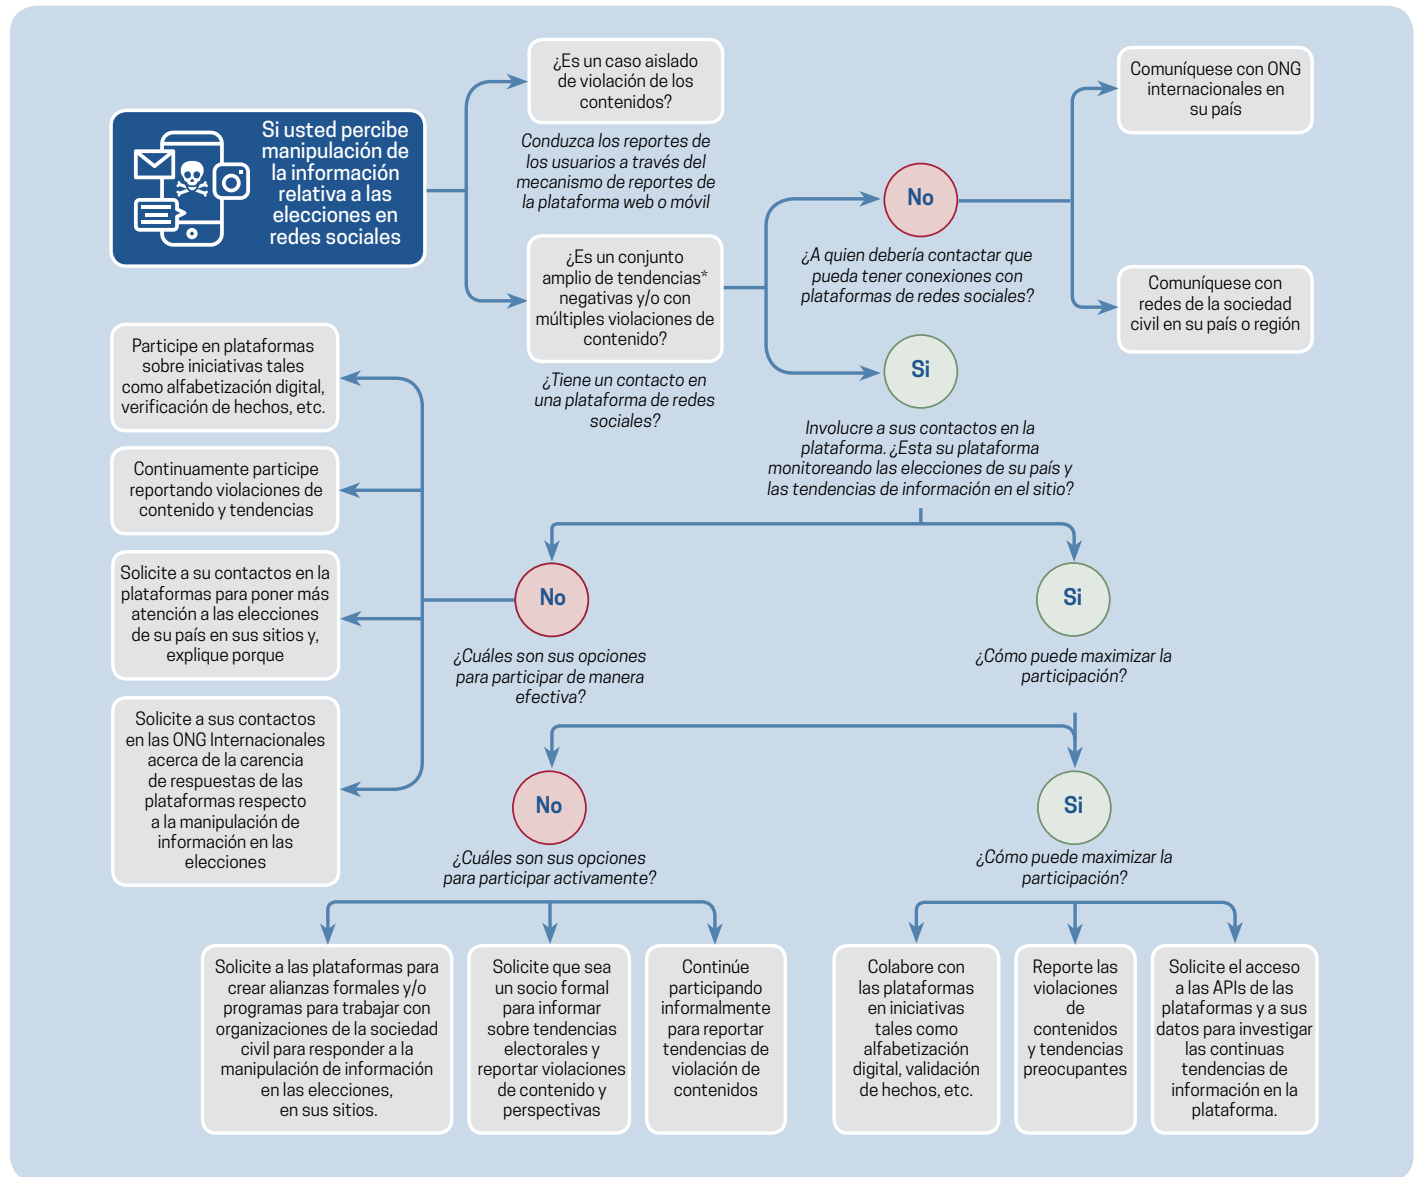 Si usted percibe
manipulación de
la información
relativa a las
elecciones en
redes sociales
¿Es un caso aislado
de violación de los
contenidos?
Conduzca los reportes de
los usuarios a través del
mecanismo de reportes de
la plataforma web o móvil
¿Es un conjunto
amplio de tendencias*
negativas y/o con
múltiples violaciones de
contenido?
¿Tiene un contacto en
una plataforma de redes
sociales?
No
¿A quien debería contactar que
pueda tener conexiones con
plataformas de redes sociales?
Comuníquese con ONG
internacionales en
su país
Comuníquese con
redes de la sociedad
civil en su país o región
Si
Involucre a sus contactos en la
plataforma. ¿Esta su plataforma
monitoreando las elecciones de su país y
las tendencias de información en el sitio?
No
¿Cuáles son sus opciones
para participar de manera
efectiva?
Participe en plataformas
sobre iniciativas tales
como alfabetización digital,
verificación de hechos, etc.
Continuamente participe
reportando violaciones de
contenido y tendencias
Solicite a su contactos en la
plataformas para poner más
atención a las elecciones
de su país en sus sitios y,
explique porque
Solicite a sus contactos
en las ONG Internacionales
acerca de la carencia
de respuestas de las
plataformas respecto
a la manipulación de
información en las
elecciones
Si
¿Cómo puede maximizar la
participación?
No
¿Cuáles son sus opciones
para participar activamente?
Si
¿Cómo puede maximizar la
participación?
Solicite a las plataformas para
crear alianzas formales y/o
programas para trabajar con
organizaciones de la sociedad
civil para responder a la
manipulación de información
en las elecciones,
en sus sitios.
Solicite que sea
un socio formal
para informar
sobre tendencias
electorales y
reportar violaciones
de contenido y
perspectivas
Continúe
participando
informalmente
para reportar
tendencias de
violación de
contenidos
Colabore con
las plataformas
en iniciativas
tales como
alfabetización
digital, validación
de hechos, etc.
Reporte las
violaciones
de
contenidos
y tendencias
preocupantes
Solicite el acceso
a las APIs de las
plataformas y a sus
datos para investigar
las continuas
tendencias de
información en la
plataforma.